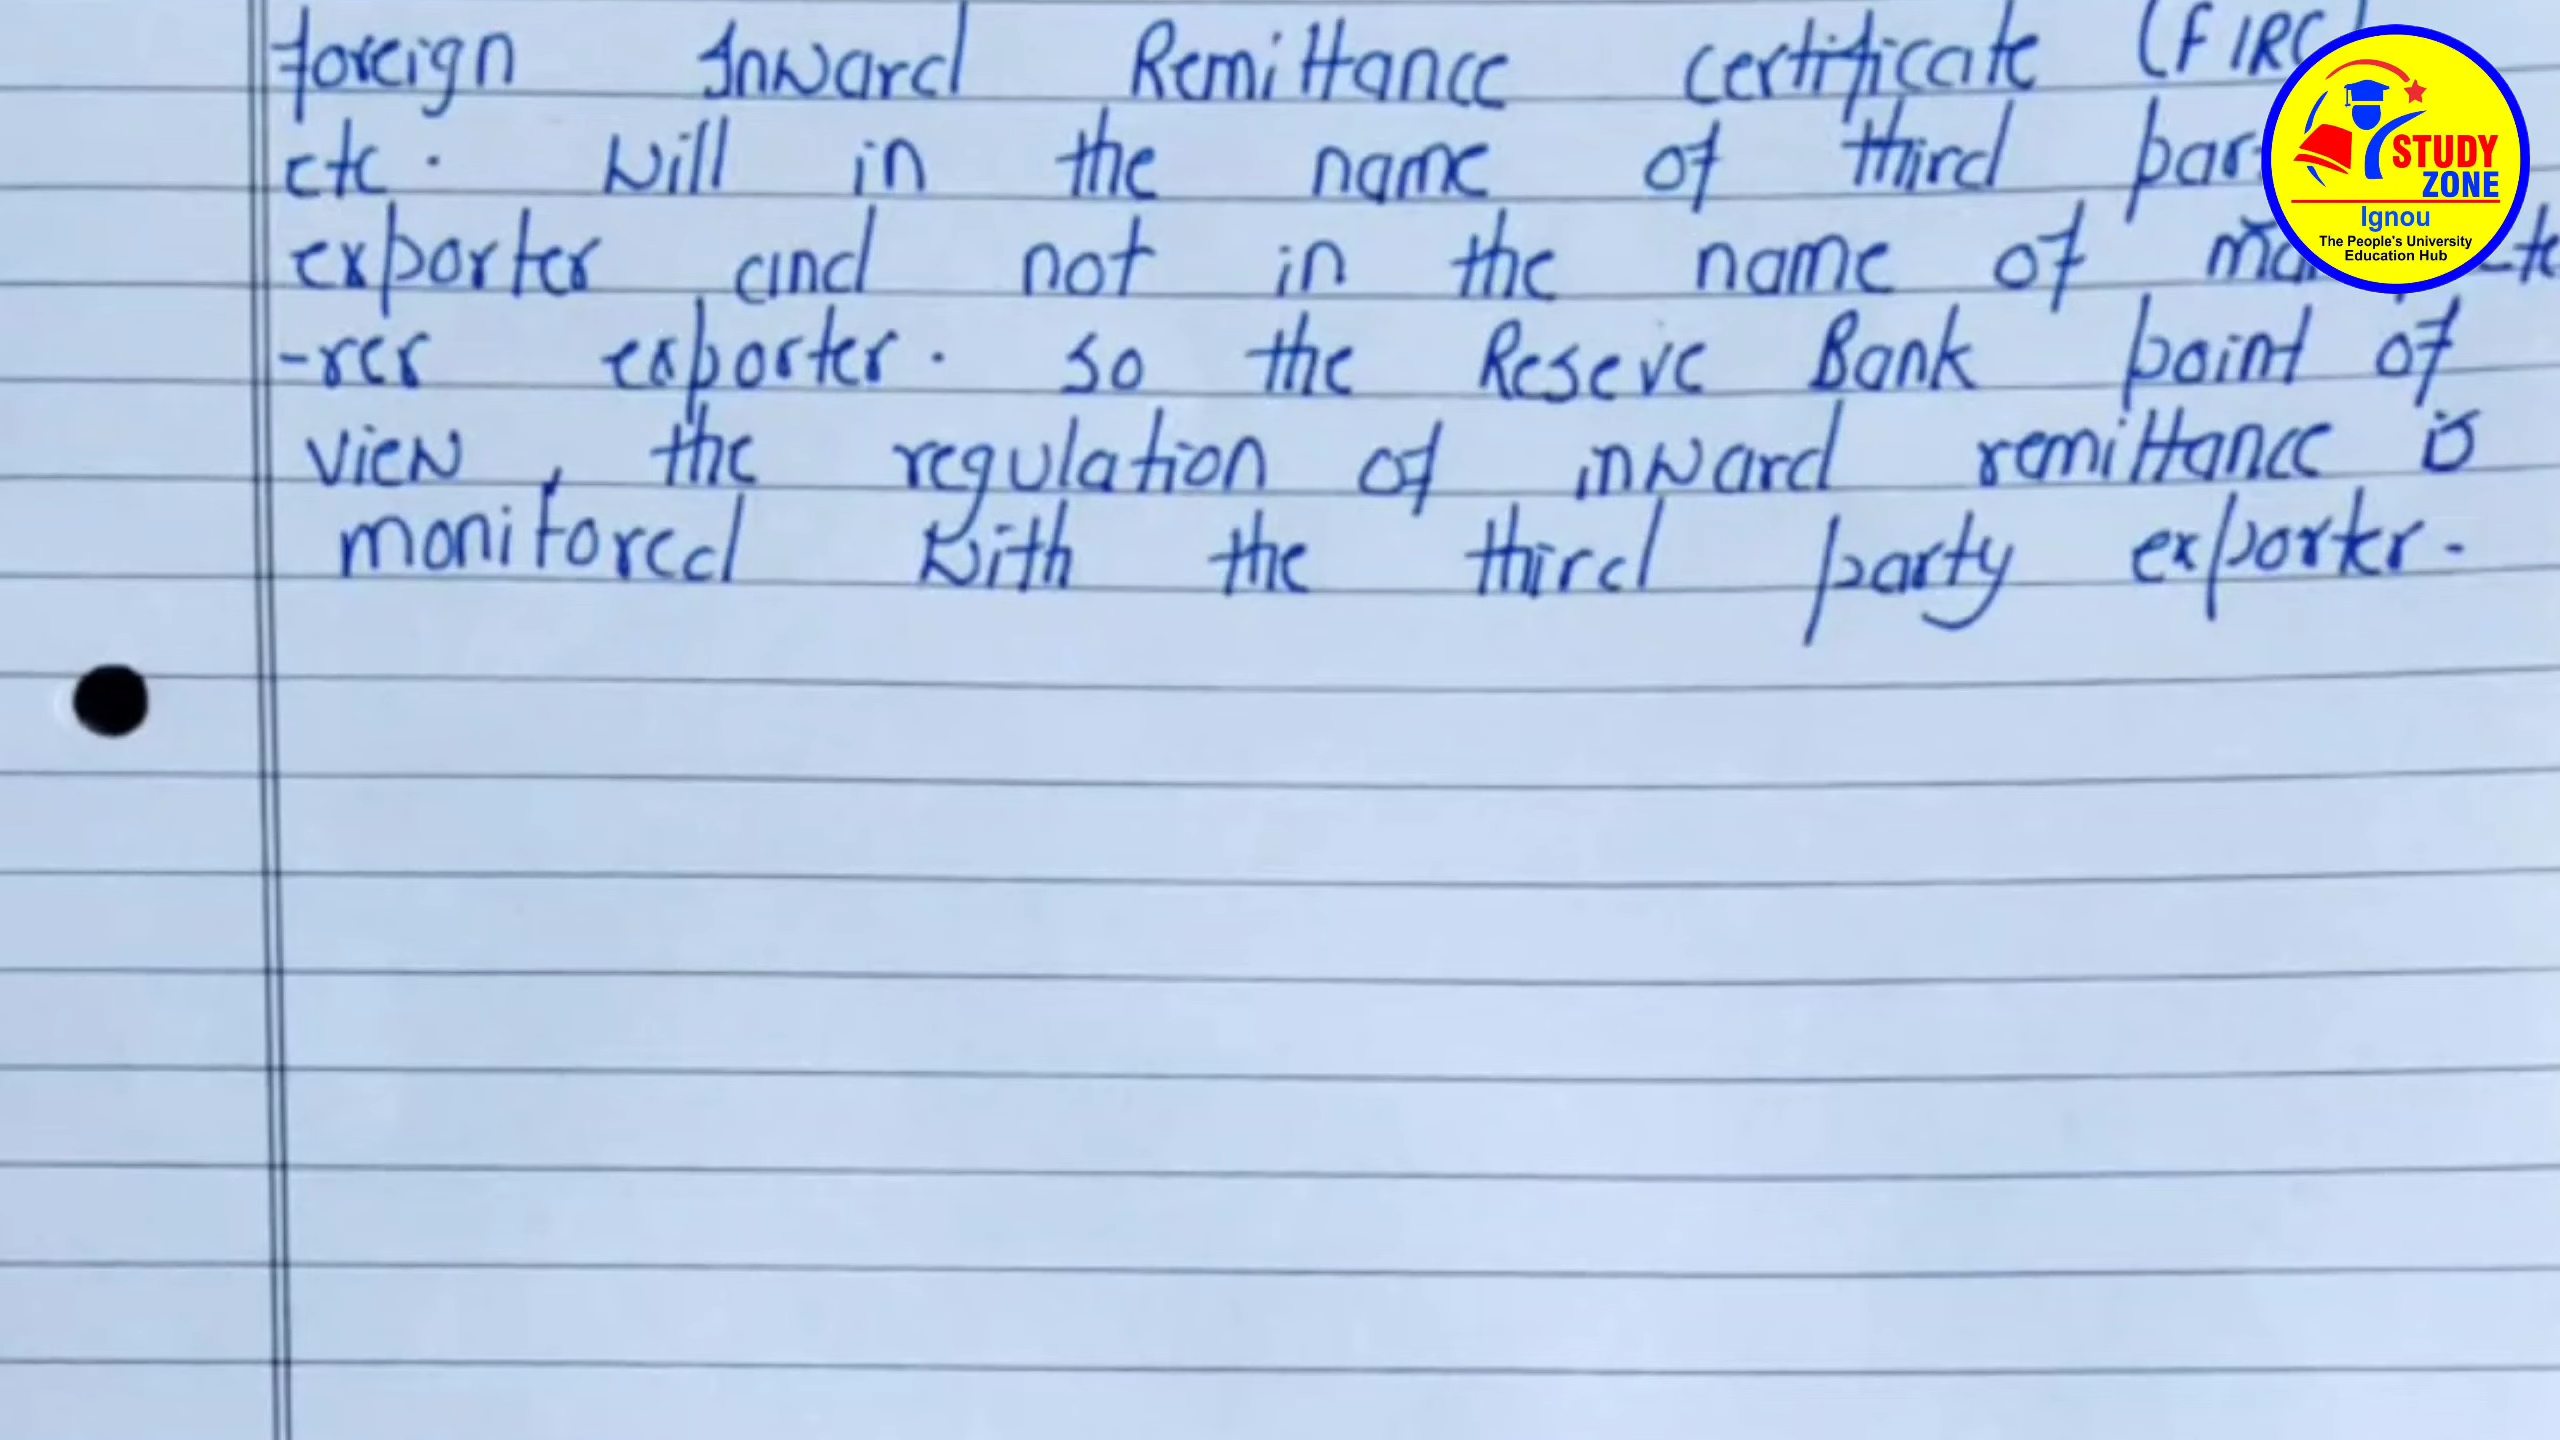 foreign Inward Remittance certificate (FIRC)
etc. will in the name of third
exporter and not in the name of
-rer exporter. So the Reseve Bank point of
view, the regulation of inward remittance is
monitored with the third party exporter.
STUDY
ZONE
Ignou
The People's University
Education Hub